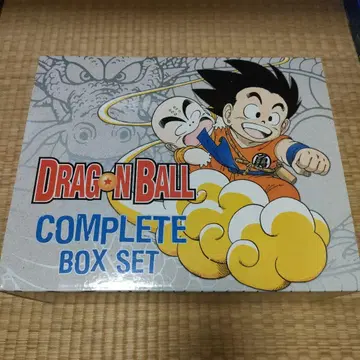 DRAGON BALL
COMPLETE
BOX SET